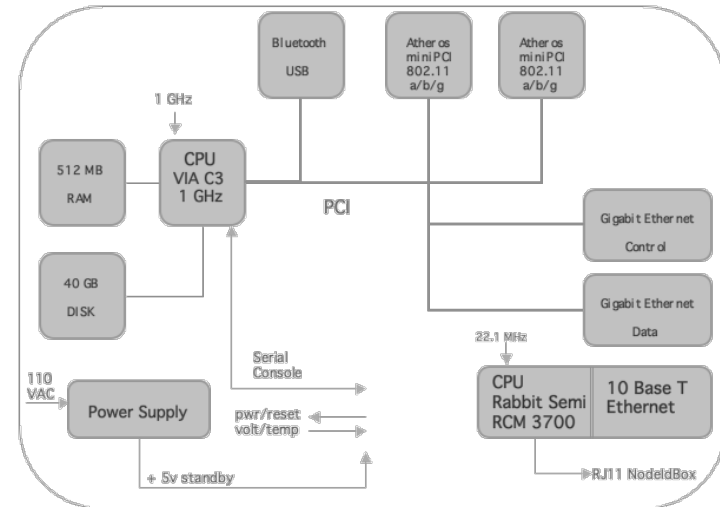 Bluetooth
USB
Atheros
miniPCI
802.11
a/b/g
Atheros
miniPCI
802.11
a/b/g
1 GHz
512 MB
RAM
CPU
VIA C3
1 GHz
PCI
Gigabit Ethernet
Control
40 GB
DISK
Gigabit Ethernet
Data
22.1 MHz
Serial
Console
110
VAC
Power Supply
pwr/reset
volt/temp
CPU
Rabbit Semi
RCM 3700
10 Base T
Ethernet
+ 5v standby
RJ11 NodeIdBox